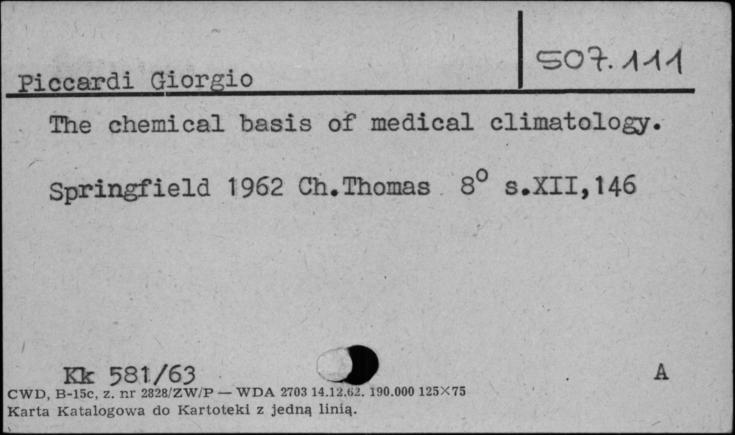 507.111
Piccardi Giorgio
The chemical basis of medical climatology.
Springfield 1962 Ch.Thomas 8° s.XII,146
Kk 581/63 A
CWD, B-15c, z. nr 2828/ZW/P — WDA 2703 14.12.62. 190.000 125×75
Karta Katalogowa do Kartoteki z jedną linią.